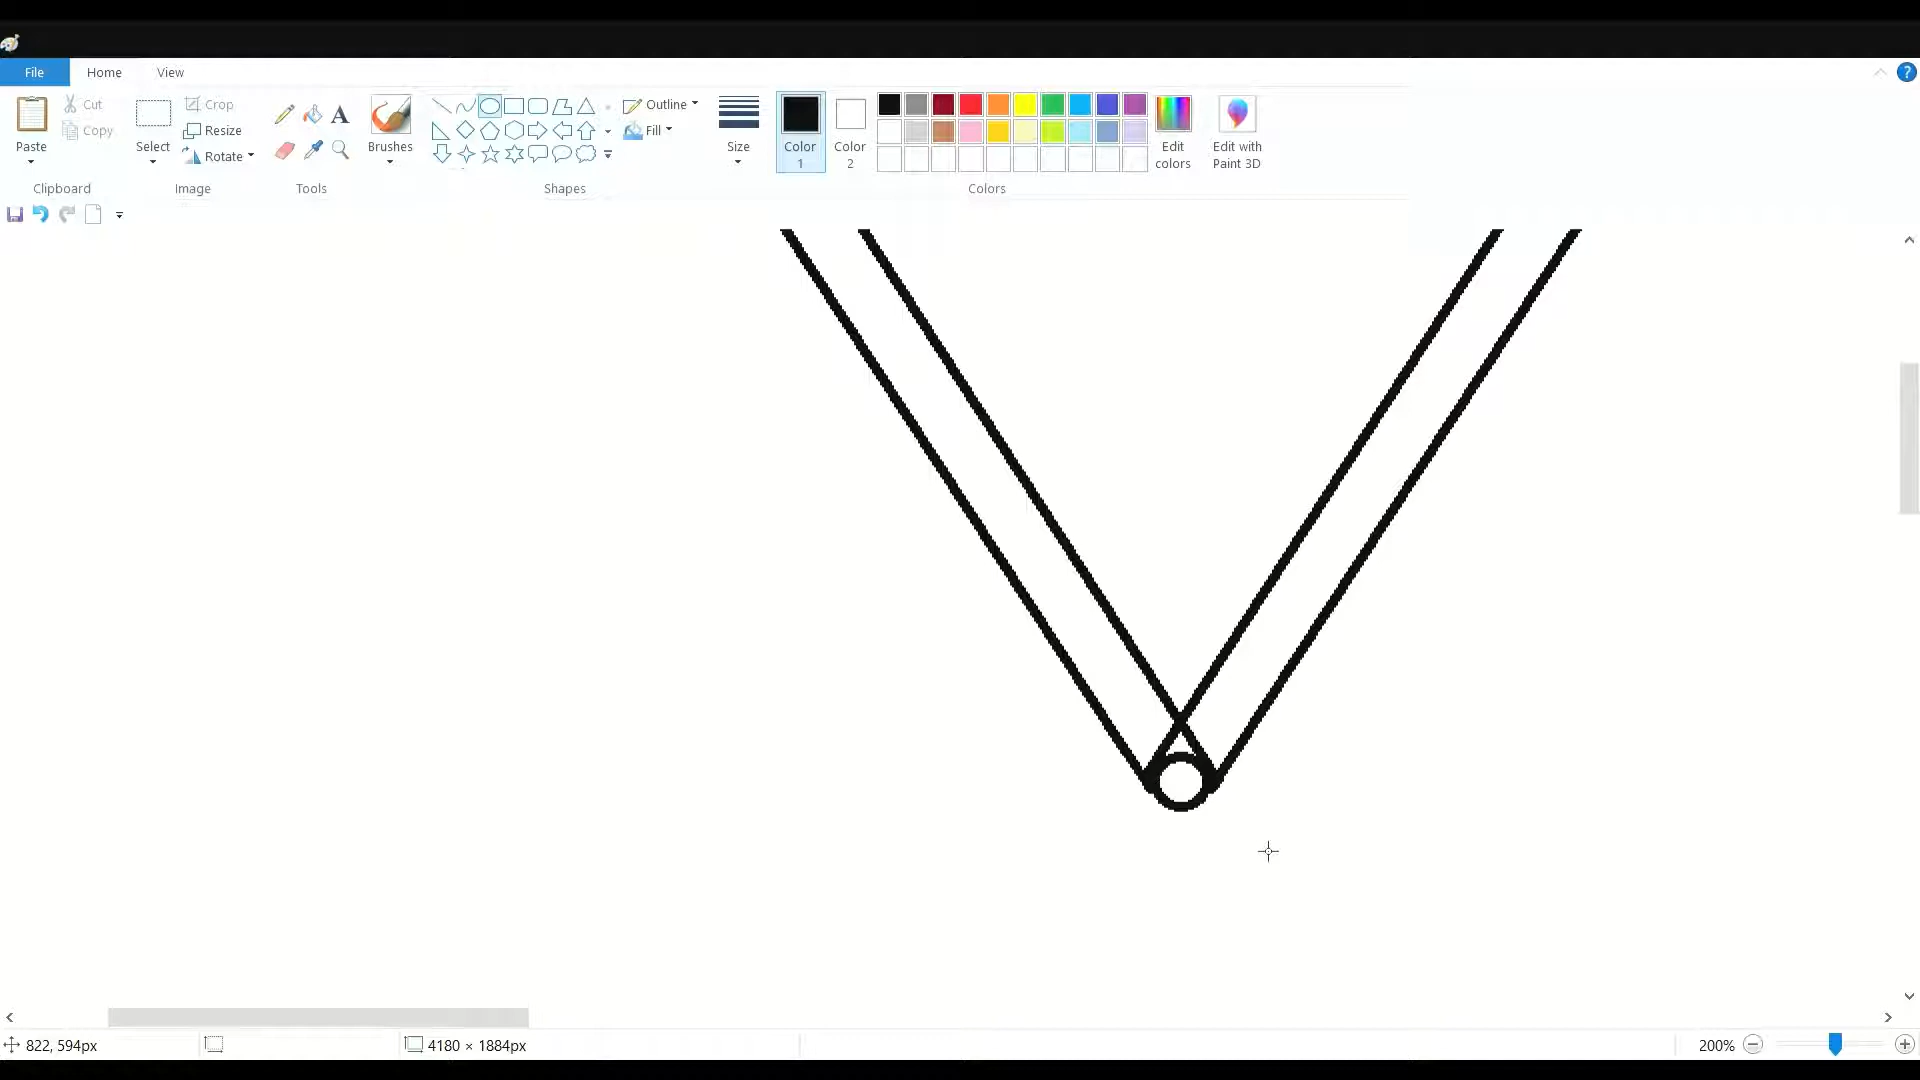 File Home View ?
Cut Crop A Outline
Copy Resize Fill
Paste Select Rotate Brushes Size Color 1 Color 2 Edit colors Edit with Paint 3D
Clipboard Image Tools Shapes Colors
822, 594px 4180 × 1884px 200%